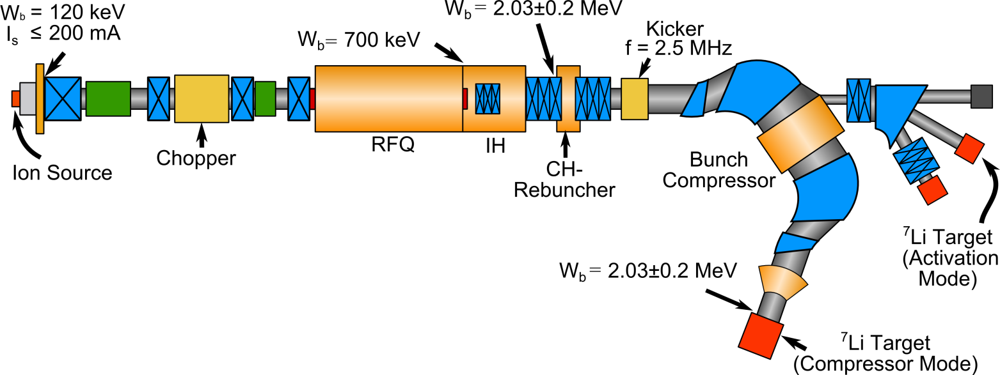 W_b = 120 keV
I_s ≤ 200 mA
W_b = 700 keV
W_b = 2.03±0.2 MeV
Kicker
f = 2.5 MHz
Ion Source
Chopper
RFQ
IH
CH-
Rebuncher
Bunch
Compressor
⁷Li Target
(Activation
Mode)
W_b = 2.03±0.2 MeV
⁷Li Target
(Compressor Mode)